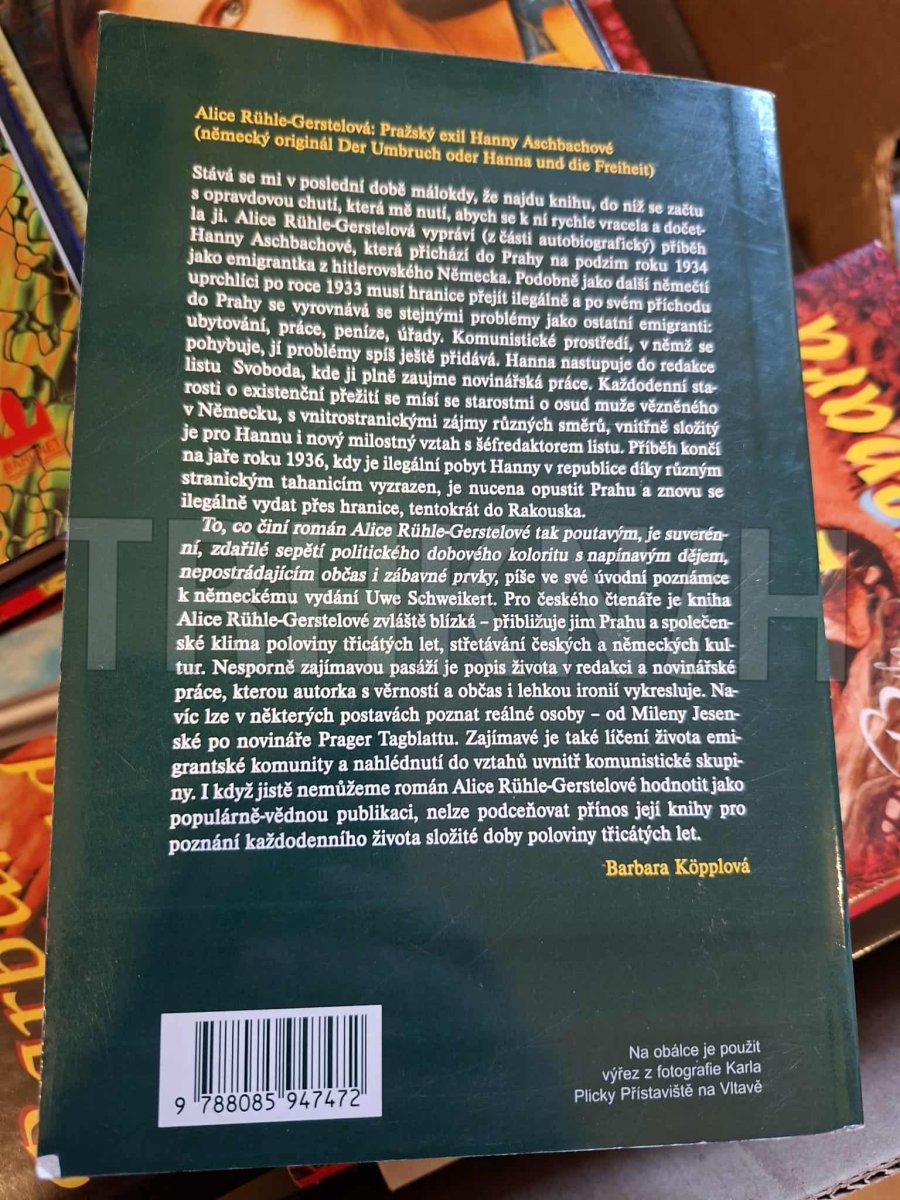 Alice Rühle-Gerstelová: Pražský exil Hanny Aschbachové
(německý originál Der Umbruch oder Hanna und die Freiheit)
Stává se mi v poslední době málokdy, že najdu knihu, do níž se začtu
s opravdovou chutí, která mě nutí, abych se k ní rychle vracela a dočet-
la ji. Alice Rühle-Gerstelová vypráví (z části autobiografický) příběh
Hanny Aschbachové, která přichází do Prahy na podzim roku 1934
jako emigrantka z hitlerovského Německa. Podobně jako další němečtí
uprchlíci po roce 1933 musí hranice přejít ilegálně a po svém příchodu
do Prahy se vyrovnává se stejnými problémy jako ostatní emigranti:
ubytování, práce, peníze, úřady. Komunistické prostředí, v němž se
pohybuje, jí problémy spíš ještě přidává. Hanna nastupuje do redakce
listu Svoboda, kde ji plně zaujme novinářská práce. Každodenní sta-
rosti o existenční přežití se mísí se starostmi o osud muže vězněného
v Německu, s vnitrostranickými zájmy různých směrů, vnitřně složitý
je pro Hannu i nový milostný vztah s šéfredaktorem listu. Příběh končí
na jaře roku 1936, kdy je ilegální pobyt Hanny v republice díky různým
stranickým tahanicím vyzrazen, je nucena opustit Prahu a znovu se
ilegálně vydat přes hranice, tentokrát do Rakouska.
To, co činí román Alice Rühle-Gerstelové tak poutavým, je suverén-
ní, zdařilé sepětí politického dobového koloritu s napínavým dějem,
nepostrádajícím občas i zábavné prvky, píše ve své úvodní poznámce
k německému vydání Uwe Schweikert. Pro českého čtenáře je kniha
Alice Rühle-Gerstelové zvláště blízká – přibližuje jim Prahu a společen-
ské klima poloviny třicátých let, střetávání českých a německých kul-
tur. Nesporně zajímavou pasáží je popis života v redakci a novinářské
práce, kterou autorka s věrností a občas i lehkou ironií vykresluje. Na-
víc lze v některých postavách poznat reálné osoby – od Mileny Jesen-
ské po novináře Prager Tagblattu. Zajímavé je také líčení života emi-
grantské komunity a nahlédnutí do vztahů uvnitř komunistické skupi-
ny. I když jistě nemůžeme román Alice Rühle-Gerstelové hodnotit jako
populárně-vědnou publikaci, nelze podceňovat přínos její knihy pro
poznání každodenního života složité doby poloviny třicátých let.
Barbara Köpplová
9 788085 947472
Na obálce je použit
výřez z fotografie Karla
Plicky Přístaviště na Vltavě